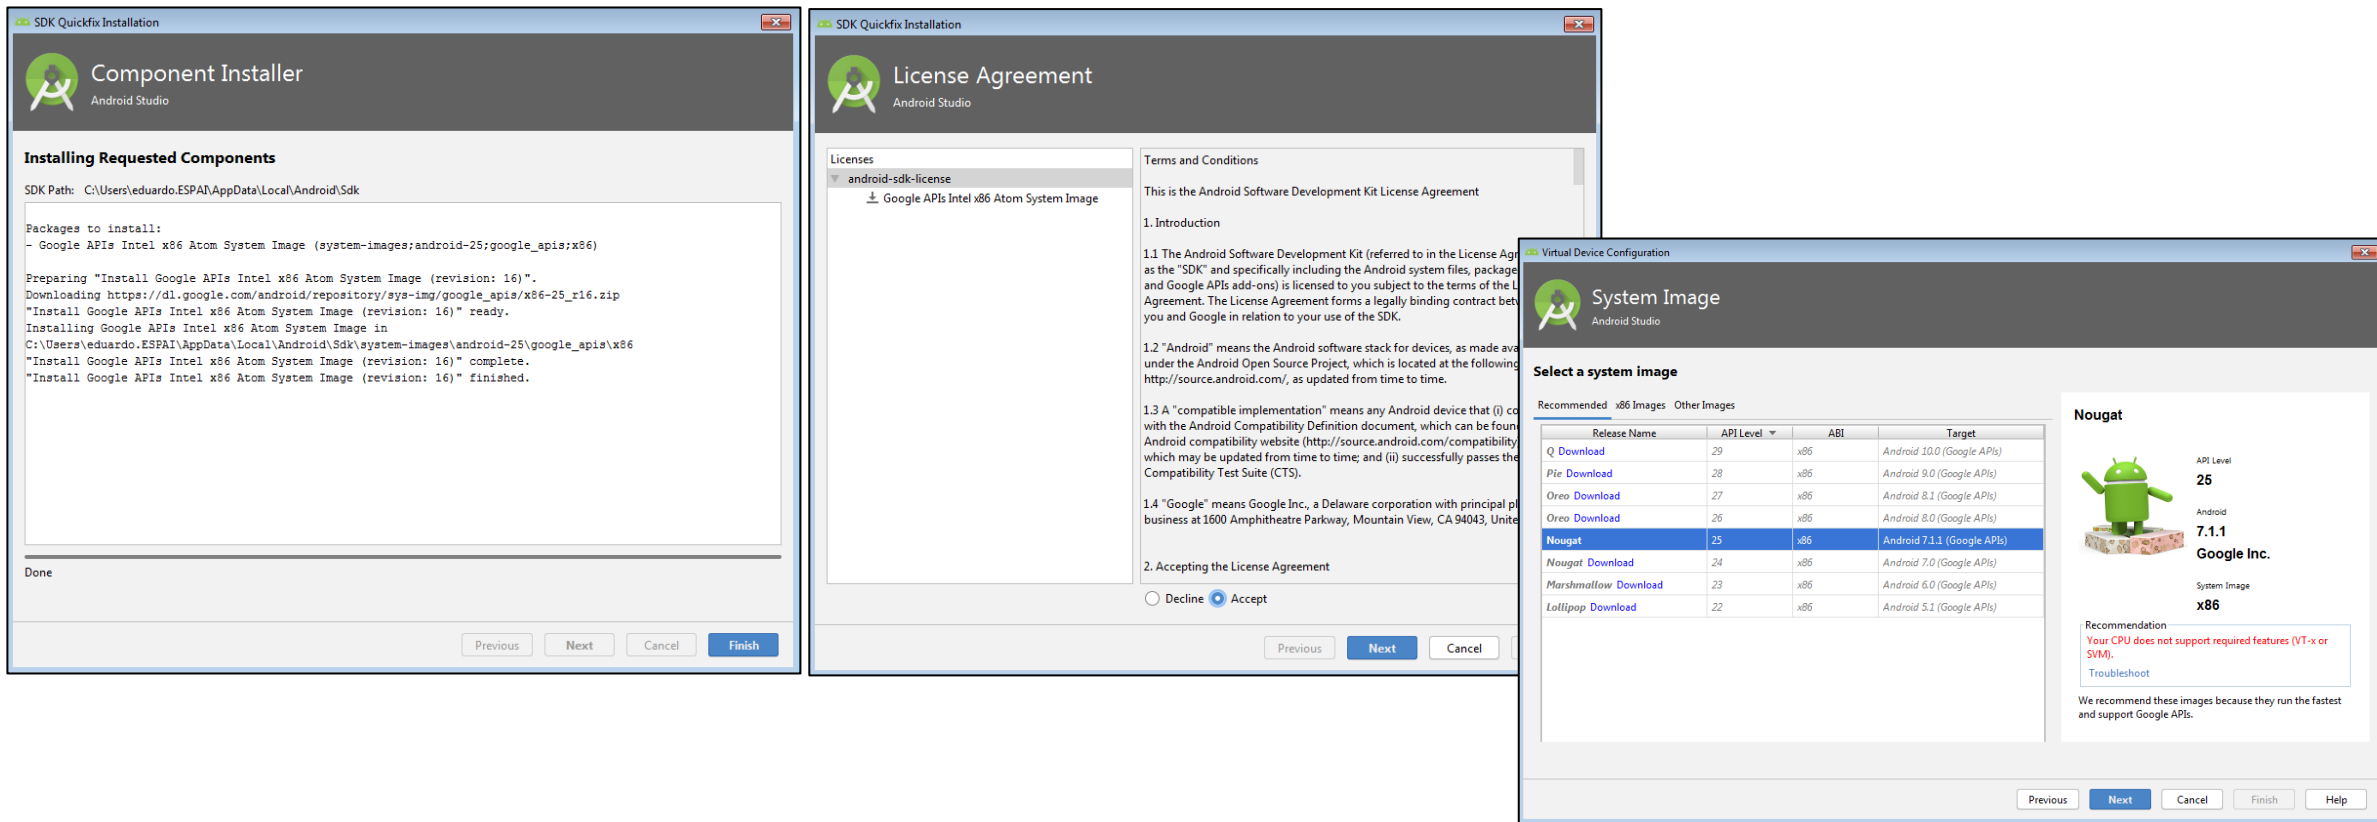 SDK Quickfix Installation
Component Installer
Android Studio
Installing Requested Components
SDK Path: C:\Users\eduardo.ESPAI\AppData\Local\Android\Sdk
Packages to install:
- Google APIs Intel x86 Atom System Image (system-images;android-25;google_apis;x86)
Preparing "Install Google APIs Intel x86 Atom System Image (revision: 16)".
Downloading https://dl.google.com/android/repository/sys-img/google_apis/x86-25_r16.zip
"Install Google APIs Intel x86 Atom System Image (revision: 16)" ready.
Installing Google APIs Intel x86 Atom System Image in
C:\Users\eduardo.ESPAI\AppData\Local\Android\Sdk\system-images\android-25\google_apis\x86
"Install Google APIs Intel x86 Atom System Image (revision: 16)" complete.
"Install Google APIs Intel x86 Atom System Image (revision: 16)" finished.
Done
Previous Next Cancel Finish
SDK Quickfix Installation
License Agreement
Android Studio
Licenses
android-sdk-license
Google APIs Intel x86 Atom System Image
Terms and Conditions
This is the Android Software Development Kit License Agreement
1. Introduction
1.1 The Android Software Development Kit (referred to in the License Agr
as the "SDK" and specifically including the Android system files, package
and Google APIs add-ons) is licensed to you subject to the terms of the L
Agreement. The License Agreement forms a legally binding contract betw
you and Google in relation to your use of the SDK.
1.2 "Android" means the Android software stack for devices, as made ava
under the Android Open Source Project, which is located at the following
http://source.android.com/, as updated from time to time.
1.3 A "compatible implementation" means any Android device that (i) co
with the Android Compatibility Definition document, which can be foun
Android compatibility website (http://source.android.com/compatibility
which may be updated from time to time; and (ii) successfully passes the
Compatibility Test Suite (CTS).
1.4 "Google" means Google Inc., a Delaware corporation with principal pl
business at 1600 Amphitheatre Parkway, Mountain View, CA 94043, Unite
2. Accepting the License Agreement
Decline Accept
Previous Next Cancel
Virtual Device Configuration
System Image
Android Studio
Select a system image
Recommended x86 Images Other Images
Release Name API Level ABI Target
Q Download 29 x86 Android 10.0 (Google APIs)
Pie Download 28 x86 Android 9.0 (Google APIs)
Oreo Download 27 x86 Android 8.1 (Google APIs)
Oreo Download 26 x86 Android 8.0 (Google APIs)
Nougat 25 x86 Android 7.1.1 (Google APIs)
Nougat Download 24 x86 Android 7.0 (Google APIs)
Marshmallow Download 23 x86 Android 6.0 (Google APIs)
Lollipop Download 22 x86 Android 5.1 (Google APIs)
Nougat
API Level
25
Android
7.1.1
Google Inc.
System Image
x86
Recommendation
Your CPU does not support required features (VT-x or
SVM).
Troubleshoot
We recommend these images because they run the fastest
and support Google APIs.
Previous Next Cancel Finish Help